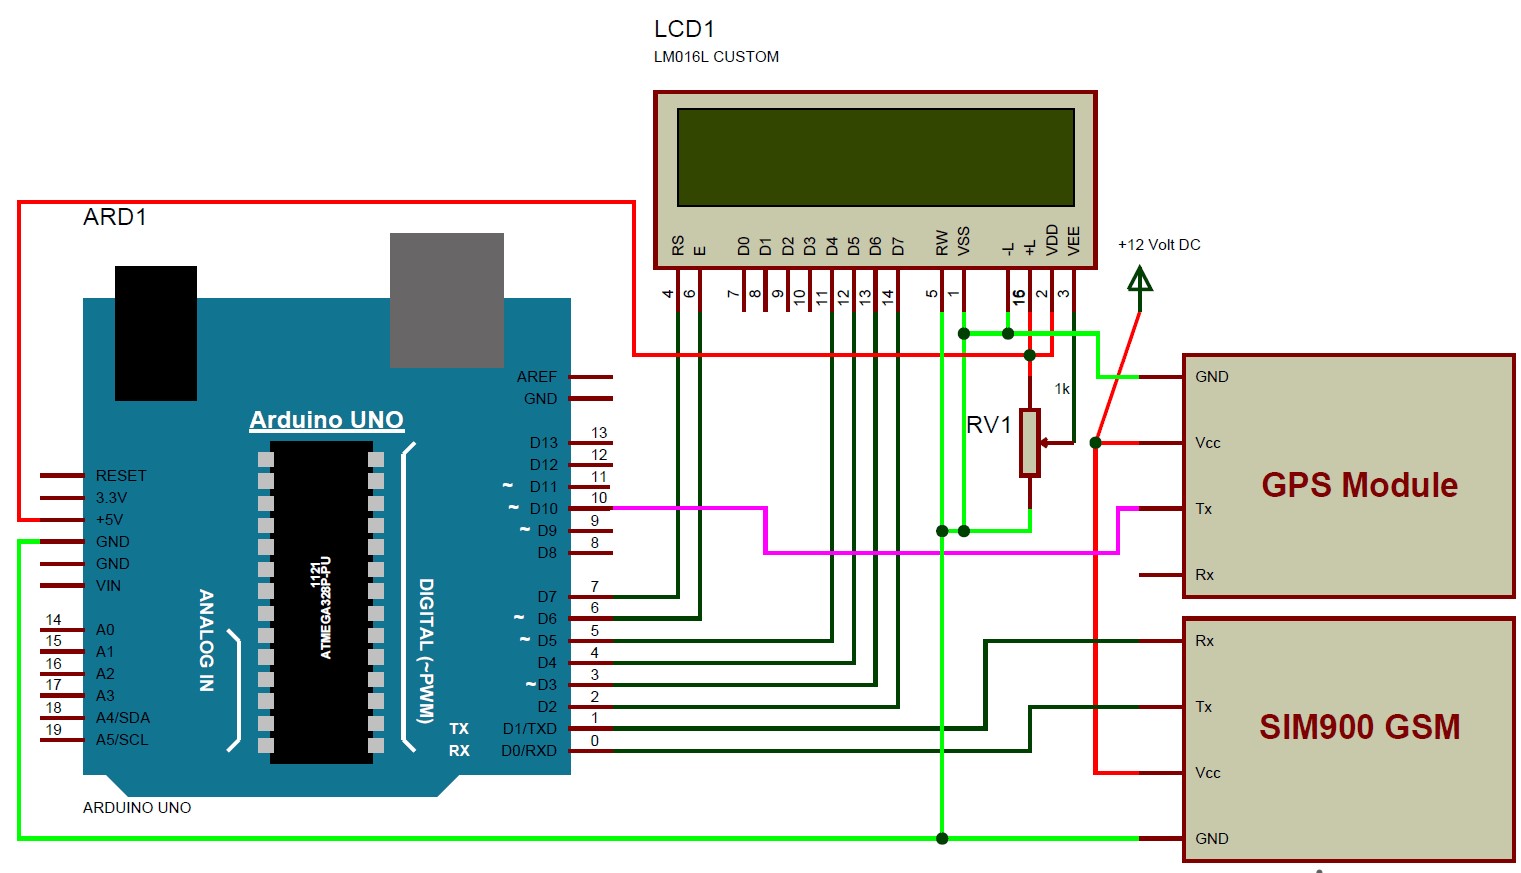 LCD1
LM016L CUSTOM
RS
E
D0
D1
D2
D3
D4
D5
D6
D7
RW
VSS
-L
+L
VDD
VEE
4
6
7
8
9
10
11
12
13
14
5
1
16
2
3
+12 Volt DC
ARD1
Arduino UNO
1121
ATMEGA328P-PU
ANALOG IN
DIGITAL (~PWM)
RESET
3.3V
+5V
GND
GND
VIN
14 A0
15 A1
16 A2
17 A3
18 A4/SDA
19 A5/SCL
AREF
GND
D13 13
D12 12
~ D11 11
~ D10 10
~ D9 9
D8 8
D7 7
~ D6 6
~ D5 5
D4 4
~D3 3
D2 2
TX D1/TXD 1
RX D0/RXD 0
ARDUINO UNO
1k
RV1
GND
Vcc
GPS Module
Tx
Rx
Rx
Tx
SIM900 GSM
Vcc
GND